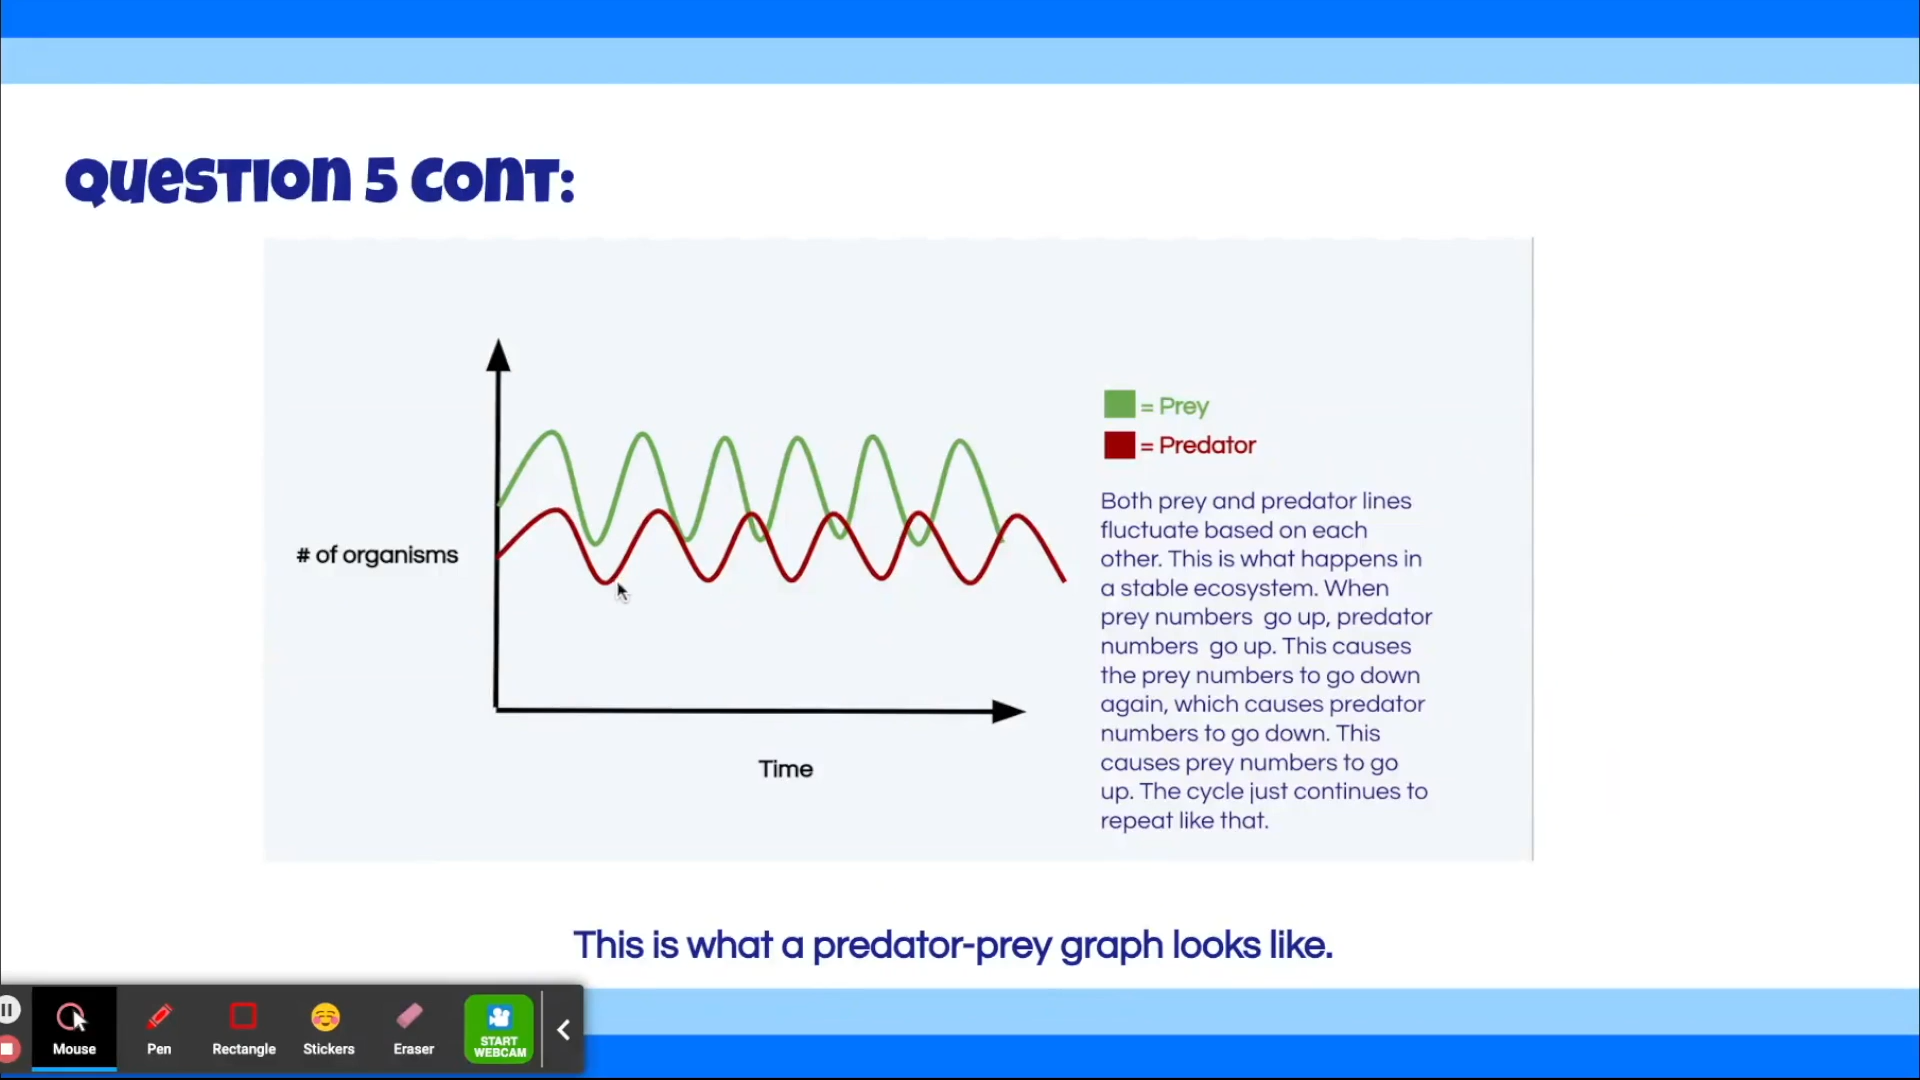 Question 5 cont:
= Prey
= Predator
Both prey and predator lines
fluctuate based on each
other. This is what happens in
a stable ecosystem. When
prey numbers go up, predator
numbers go up. This causes
the prey numbers to go down
again, which causes predator
numbers to go down. This
causes prey numbers to go
up. The cycle just continues to
repeat like that.
# of organisms
Time
This is what a predator-prey graph looks like.
Mouse
Pen
Rectangle
Stickers
Eraser
START
WEBCAM